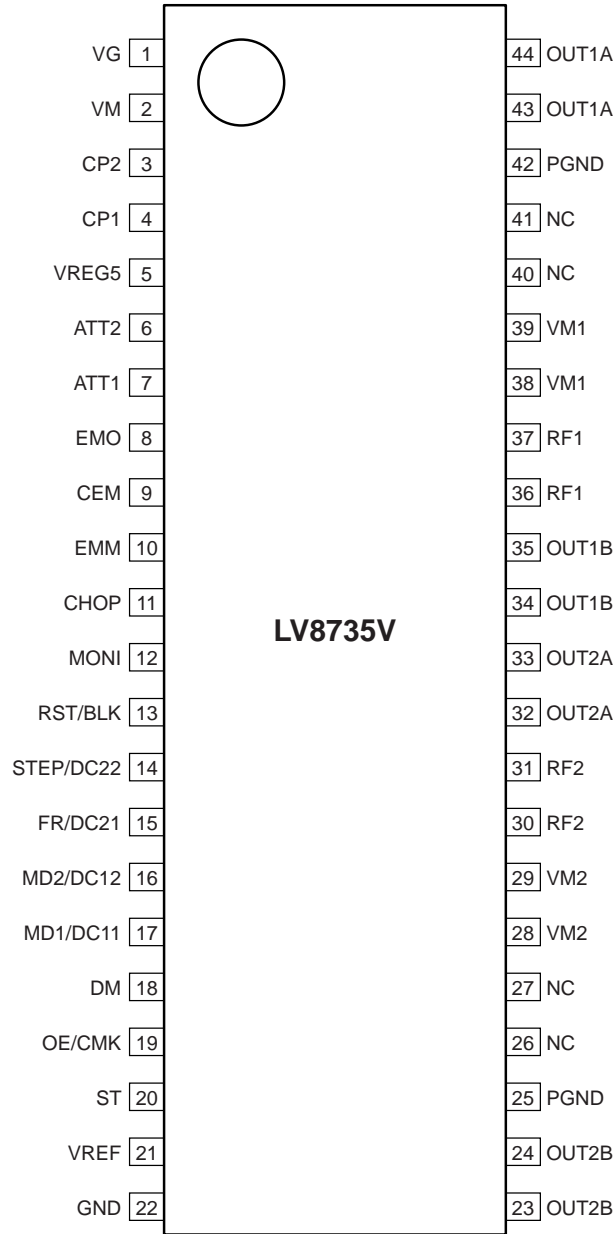 VG 1 44 OUT1A
VM 2 43 OUT1A
CP2 3 42 PGND
CP1 4 41 NC
VREG5 5 40 NC
ATT2 6 39 VM1
ATT1 7 38 VM1
EMO 8 37 RF1
CEM 9 36 RF1
EMM 10 35 OUT1B
CHOP 11 34 OUT1B
LV8735V
MONI 12 33 OUT2A
RST/BLK 13 32 OUT2A
STEP/DC22 14 31 RF2
FR/DC21 15 30 RF2
MD2/DC12 16 29 VM2
MD1/DC11 17 28 VM2
DM 18 27 NC
OE/CMK 19 26 NC
ST 20 25 PGND
VREF 21 24 OUT2B
GND 22 23 OUT2B